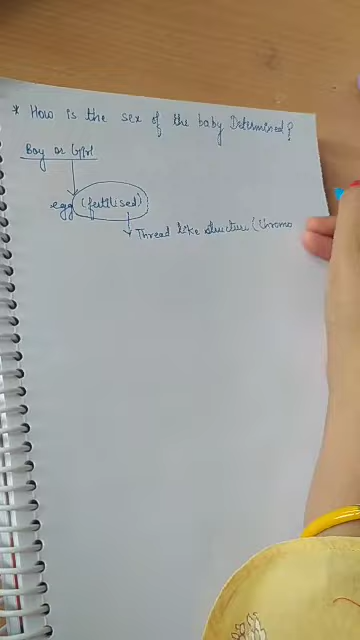 * How is the sex of the baby Determined?
Boy or Girl
egg (fertilised)
Thread like structure (Chromo